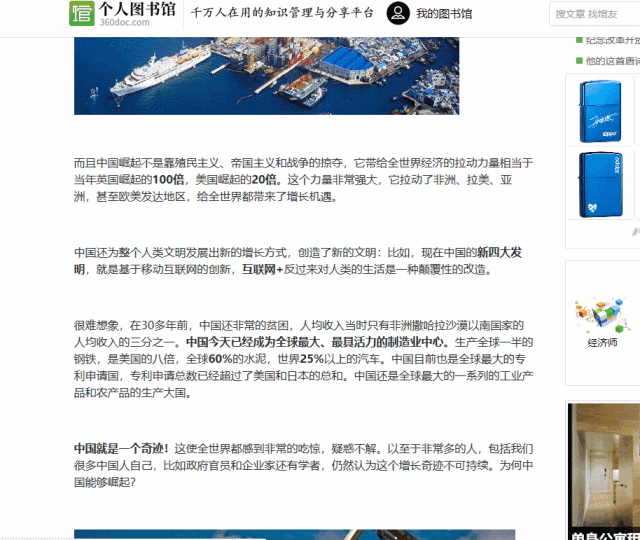 个人图书馆
360doc.com
千万人在用的知识管理与分享平台
我的图书馆
搜文章 找馆友
纪念改革开放
他的这首唐诗
zippo
而且中国崛起不是靠殖民主义、帝国主义和战争的掠夺，它带给全世界经济的拉动力量相当于
当年英国崛起的100倍，美国崛起的20倍。这个力量非常强大，它拉动了非洲、拉美、亚
洲，甚至欧美发达地区，给全世界都带来了增长机遇。
中国还为整个人类文明发展出新的增长方式，创造了新的文明：比如，现在中国的新四大发
明，就是基于移动互联网的创新，互联网+反过来对人类的生活是一种颠覆性的改造。
经济师
很难想象，在30多年前，中国还非常的贫困，人均收入当时只有非洲撒哈拉沙漠以南国家的
人均收入的三分之一。中国今天已经成为全球最大、最具活力的制造业中心。生产全球一半的
钢铁，是美国的八倍，全球60%的水泥，世界25%以上的汽车。中国目前也是全球最大的专
利申请国，专利申请总数已经超过了美国和日本的总和。中国还是全球最大的一系列的工业产
品和农产品的生产大国。
中国就是一个奇迹！这使全世界都感到非常的吃惊，疑惑不解。以至于非常多的人，包括我们
很多中国人自己，比如政府官员和企业家还有学者，仍然认为这个增长奇迹不可持续。为何中
国能够崛起？
单身公寓租